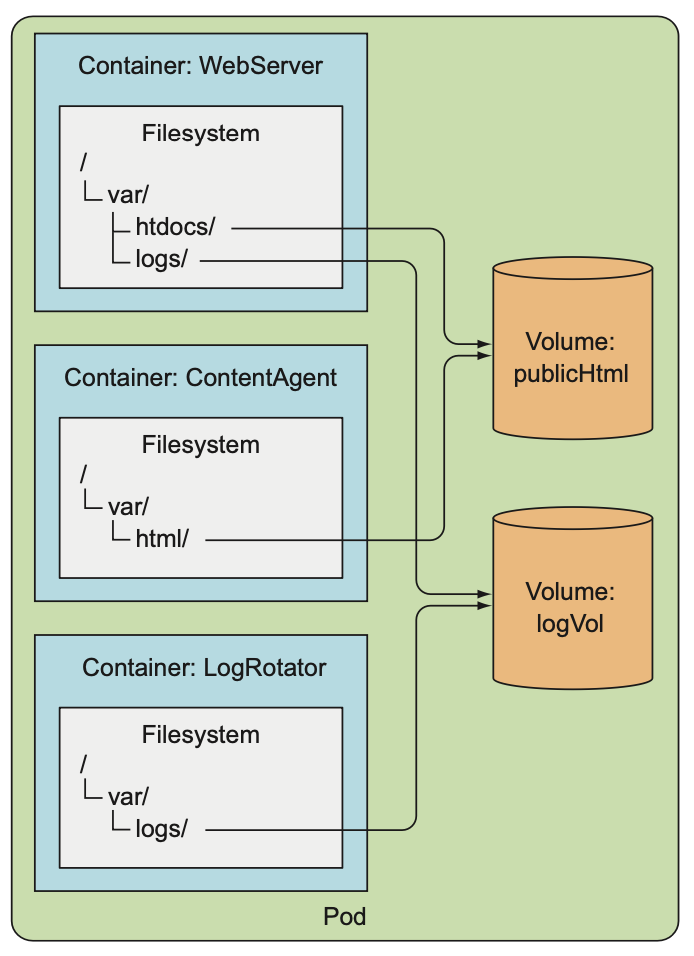 Container: WebServer
Filesystem
/
var/
htdocs/
logs/
Container: ContentAgent
Filesystem
/
var/
html/
Container: LogRotator
Filesystem
/
var/
logs/
Volume:
publicHtml
Volume:
logVol
Pod